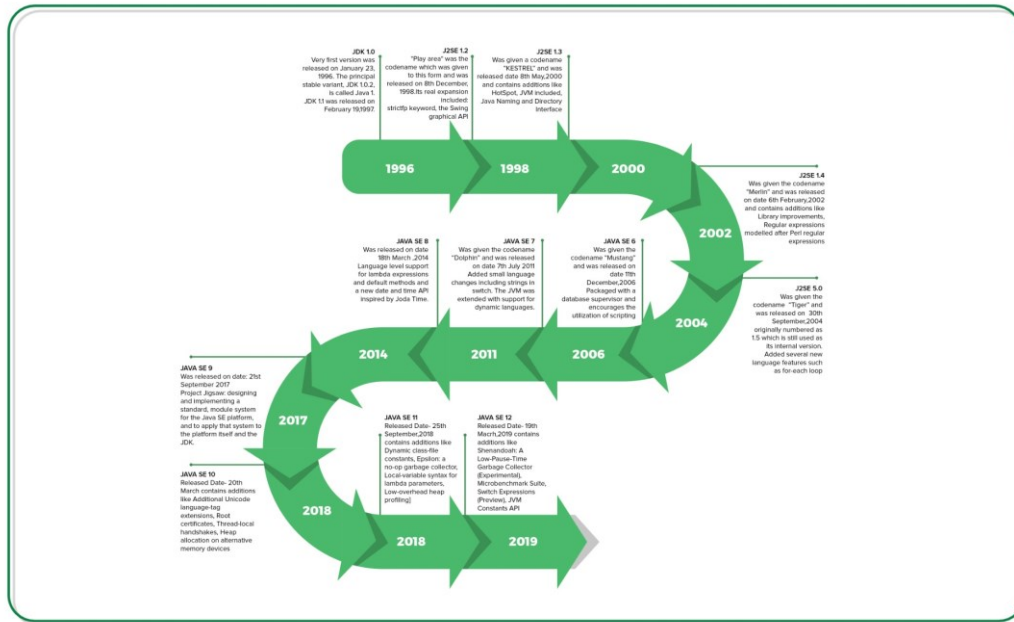 JDK 1.0
Very first version was
released on January 23,
1996. The principal
stable variant, JDK 1.0.2,
is called Java 1.
JDK 1.1 was released on
February 19,1997.
J2SE 1.2
"Play area" was the
codename which was given
to this form and was
released on 8th December,
1998.Its real expansion
included:
strictfp keyword, the Swing
graphical API
J2SE 1.3
Was given a codename
"KESTREL" and was
released date 8th May,2000
and contains additions like
HotSpot, JVM included,
Java Naming and Directory
Interface
1996
1998
2000
J2SE 1.4
Was given the codename
"Merlin" and was released
on date 6th February,2002
and contains additions like
Library improvements,
Regular expressions
modelled after Perl regular
expressions
2002
J2SE 5.0
Was given the
codename "Tiger" and
was released on 30th
September,2004
originally numbered as
1.5 which is still used as
its internal version.
Added several new
language features such
as for-each loop
2004
JAVA SE 6
Was given the
codename "Mustang"
and was released on
date 11th
December,2006
Packaged with a
database supervisor and
encourages the
utilization of scripting
2006
JAVA SE 7
Was given the codename
"Dolphin" and was released
on date 7th July 2011
Added small language
changes including strings in
switch. The JVM was
extended with support for
dynamic languages.
2011
JAVA SE 8
Was released on date
18th March ,2014
Language level support
for lambda expressions
and default methods and
a new date and time API
inspired by Joda Time.
2014
JAVA SE 9
Was released on date: 21st
September 2017
Project Jigsaw: designing
and implementing a
standard, module system
for the Java SE platform,
and to apply that system to
the platform itself and the
JDK.
2017
JAVA SE 10
Released Date- 20th
March contains additions
like Additional Unicode
language-tag
extensions, Root
certificates, Thread-local
handshakes, Heap
allocation on alternative
memory devices
2018
JAVA SE 11
Released Date- 25th
September,2018
contains additions like
Dynamic class-file
constants, Epsilon: a
no-op garbage collector,
Local-variable syntax for
lambda parameters,
Low-overhead heap
profiling]
2018
JAVA SE 12
Released Date- 19th
Macrh,2019 contains
additions like
Shenandoah: A
Low-Pause-Time
Garbage Collector
(Experimental),
Microbenchmark Suite,
Switch Expressions
(Preview), JVM
Constants API
2019